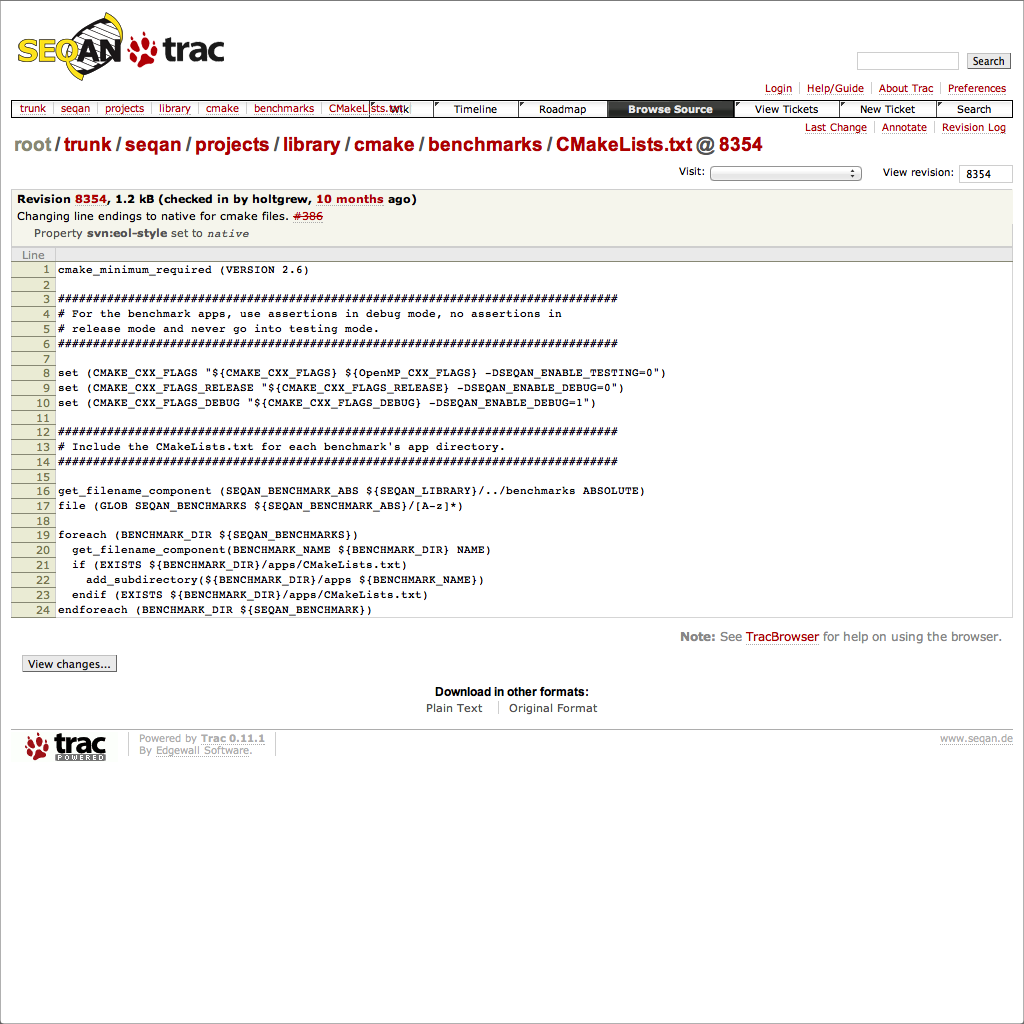 SEQAN trac
Search
Login Help/Guide About Trac Preferences
trunk seqan projects library cmake benchmarks CMakeLists.txt Wiki Timeline Roadmap Browse Source View Tickets New Ticket Search
Last Change Annotate Revision Log
root/trunk/seqan/projects/library/cmake/benchmarks/CMakeLists.txt @ 8354
Visit: View revision: 8354
Revision 8354, 1.2 kB (checked in by holtgrew, 10 months ago)
Changing line endings to native for cmake files. #386
Property svn:eol-style set to native
Line
1 cmake_minimum_required (VERSION 2.6)
2
3 ################################################################################
4 # For the benchmark apps, use assertions in debug mode, no assertions in
5 # release mode and never go into testing mode.
6 ################################################################################
7
8 set (CMAKE_CXX_FLAGS "${CMAKE_CXX_FLAGS} ${OpenMP_CXX_FLAGS} -DSEQAN_ENABLE_TESTING=0")
9 set (CMAKE_CXX_FLAGS_RELEASE "${CMAKE_CXX_FLAGS_RELEASE} -DSEQAN_ENABLE_DEBUG=0")
10 set (CMAKE_CXX_FLAGS_DEBUG "${CMAKE_CXX_FLAGS_DEBUG} -DSEQAN_ENABLE_DEBUG=1")
11
12 ################################################################################
13 # Include the CMakeLists.txt for each benchmark's app directory.
14 ################################################################################
15
16 get_filename_component (SEQAN_BENCHMARK_ABS ${SEQAN_LIBRARY}/../benchmarks ABSOLUTE)
17 file (GLOB SEQAN_BENCHMARKS ${SEQAN_BENCHMARK_ABS}/[A-z]*)
18
19 foreach (BENCHMARK_DIR ${SEQAN_BENCHMARKS})
20 get_filename_component(BENCHMARK_NAME ${BENCHMARK_DIR} NAME)
21 if (EXISTS ${BENCHMARK_DIR}/apps/CMakeLists.txt)
22 add_subdirectory(${BENCHMARK_DIR}/apps ${BENCHMARK_NAME})
23 endif (EXISTS ${BENCHMARK_DIR}/apps/CMakeLists.txt)
24 endforeach (BENCHMARK_DIR ${SEQAN_BENCHMARK})
Note: See TracBrowser for help on using the browser.
View changes...
Download in other formats:
Plain Text Original Format
trac POWERED
Powered by Trac 0.11.1
By Edgewall Software.
www.seqan.de